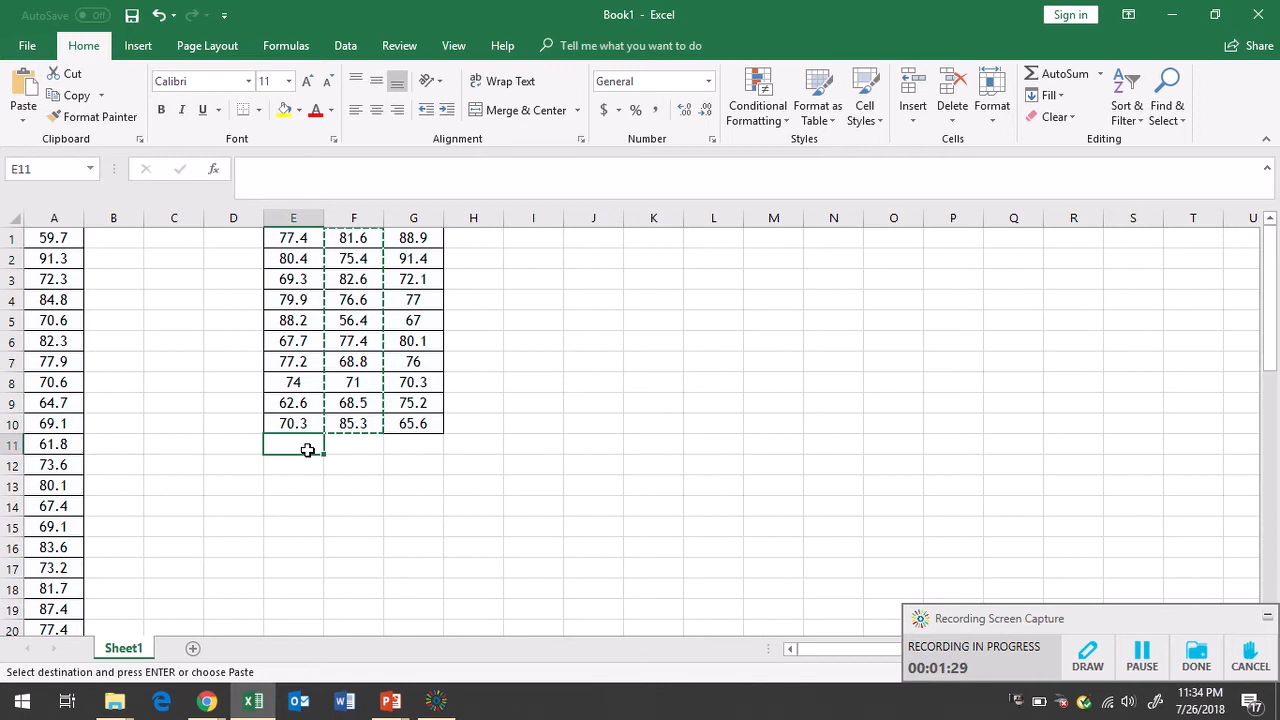 AutoSave Off Book1 - Excel Sign in
File Home Insert Page Layout Formulas Data Review View Help Tell me what you want to do Share
Paste Cut Copy Format Painter
Calibri 11 Wrap Text General
B I U Merge & Center $ % ,
Conditional Formatting Format as Table Cell Styles Insert Delete Format
AutoSum Fill Clear Sort & Filter Find & Select
Clipboard Font Alignment Number Styles Cells Editing
E11 fx
A B C D E F G H I J K L M N O P Q R S T U
1 59.7 77.4 81.6 88.9
2 91.3 80.4 75.4 91.4
3 72.3 69.3 82.6 72.1
4 84.8 79.9 76.6 77
5 70.6 88.2 56.4 67
6 82.3 67.7 77.4 80.1
7 77.9 77.2 68.8 76
8 70.6 74 71 70.3
9 64.7 62.6 68.5 75.2
10 69.1 70.3 85.3 65.6
11 61.8
12 73.6
13 80.1
14 67.4
15 69.1
16 83.6
17 73.2
18 81.7
19 87.4
20 77.4
Recording Screen Capture
RECORDING IN PROGRESS
00:01:29
DRAW PAUSE DONE CANCEL
Sheet1
Select destination and press ENTER or choose Paste
11:34 PM
7/26/2018
17